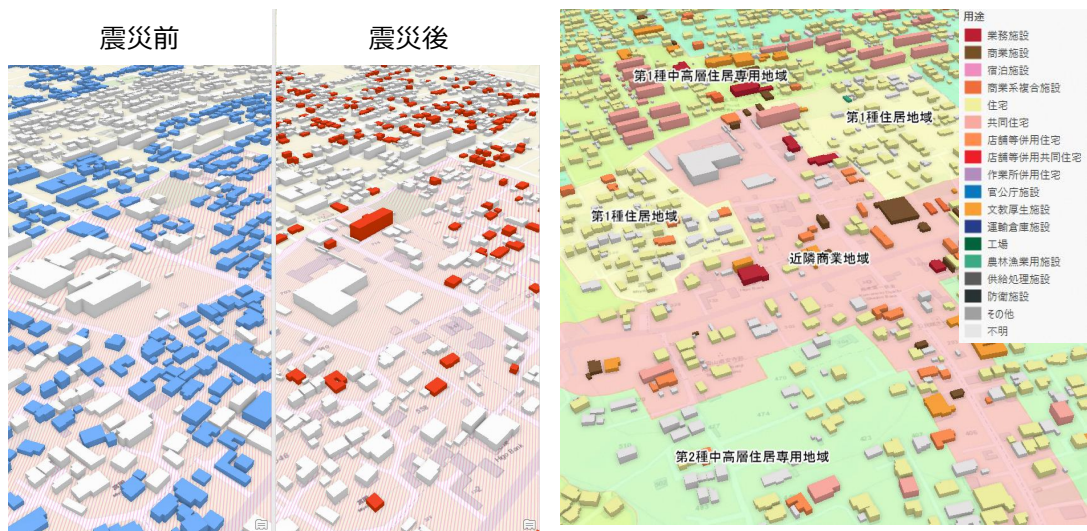 震災前
震災後
第1種中高層住居専用地域
第1種住居地域
第1種住居地域
近隣商業地域
第2種中高層住居専用地域
用途
業務施設
商業施設
宿泊施設
商業系複合施設
住宅
共同住宅
店舗等併用住宅
店舗等併用共同住宅
作業所併用住宅
官公庁施設
文教厚生施設
運輸倉庫施設
工場
農林漁業用施設
供給処理施設
防衛施設
その他
不明